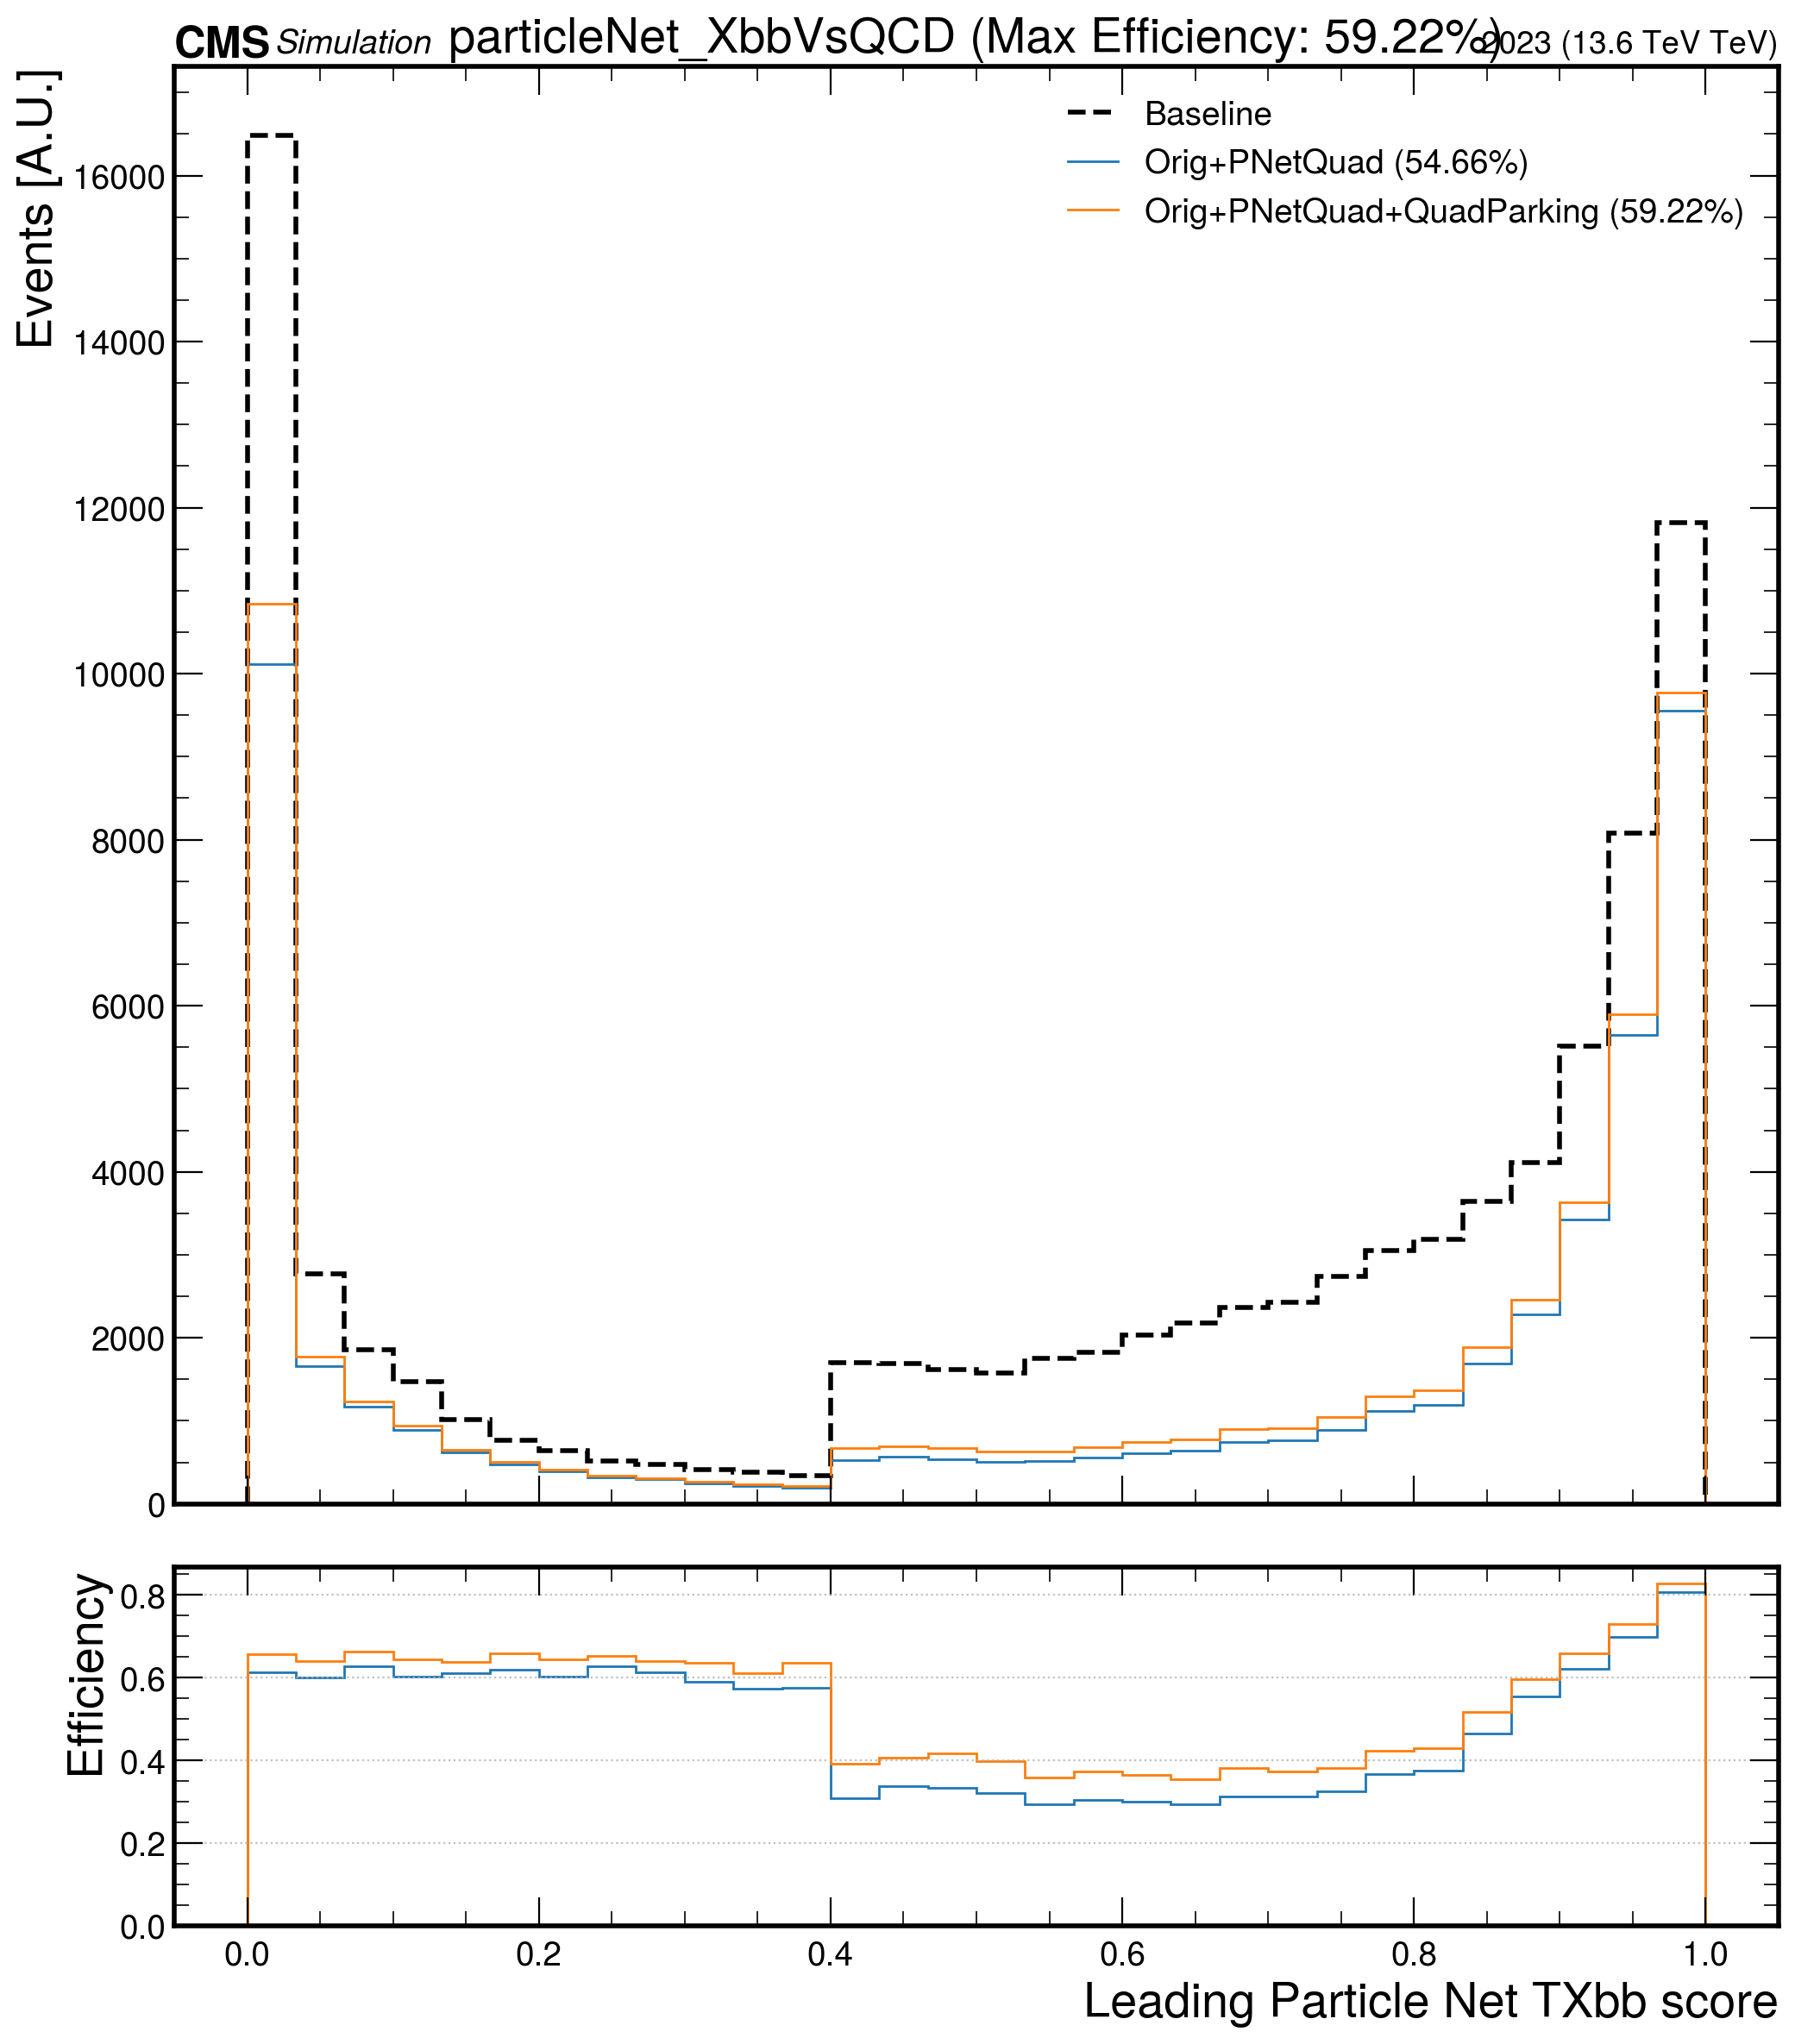 CMS Simulation particleNet_XbbVsQCD (Max Efficiency: 59.22%) 2023 (13.6 TeV TeV)
Events [A.U.]
Baseline
Orig+PNetQuad (54.66%)
Orig+PNetQuad+QuadParking (59.22%)
16000
14000
12000
10000
8000
6000
4000
2000
0
Efficiency
0.8
0.6
0.4
0.2
0.0
0.0 0.2 0.4 0.6 0.8 1.0
Leading Particle Net TXbb score